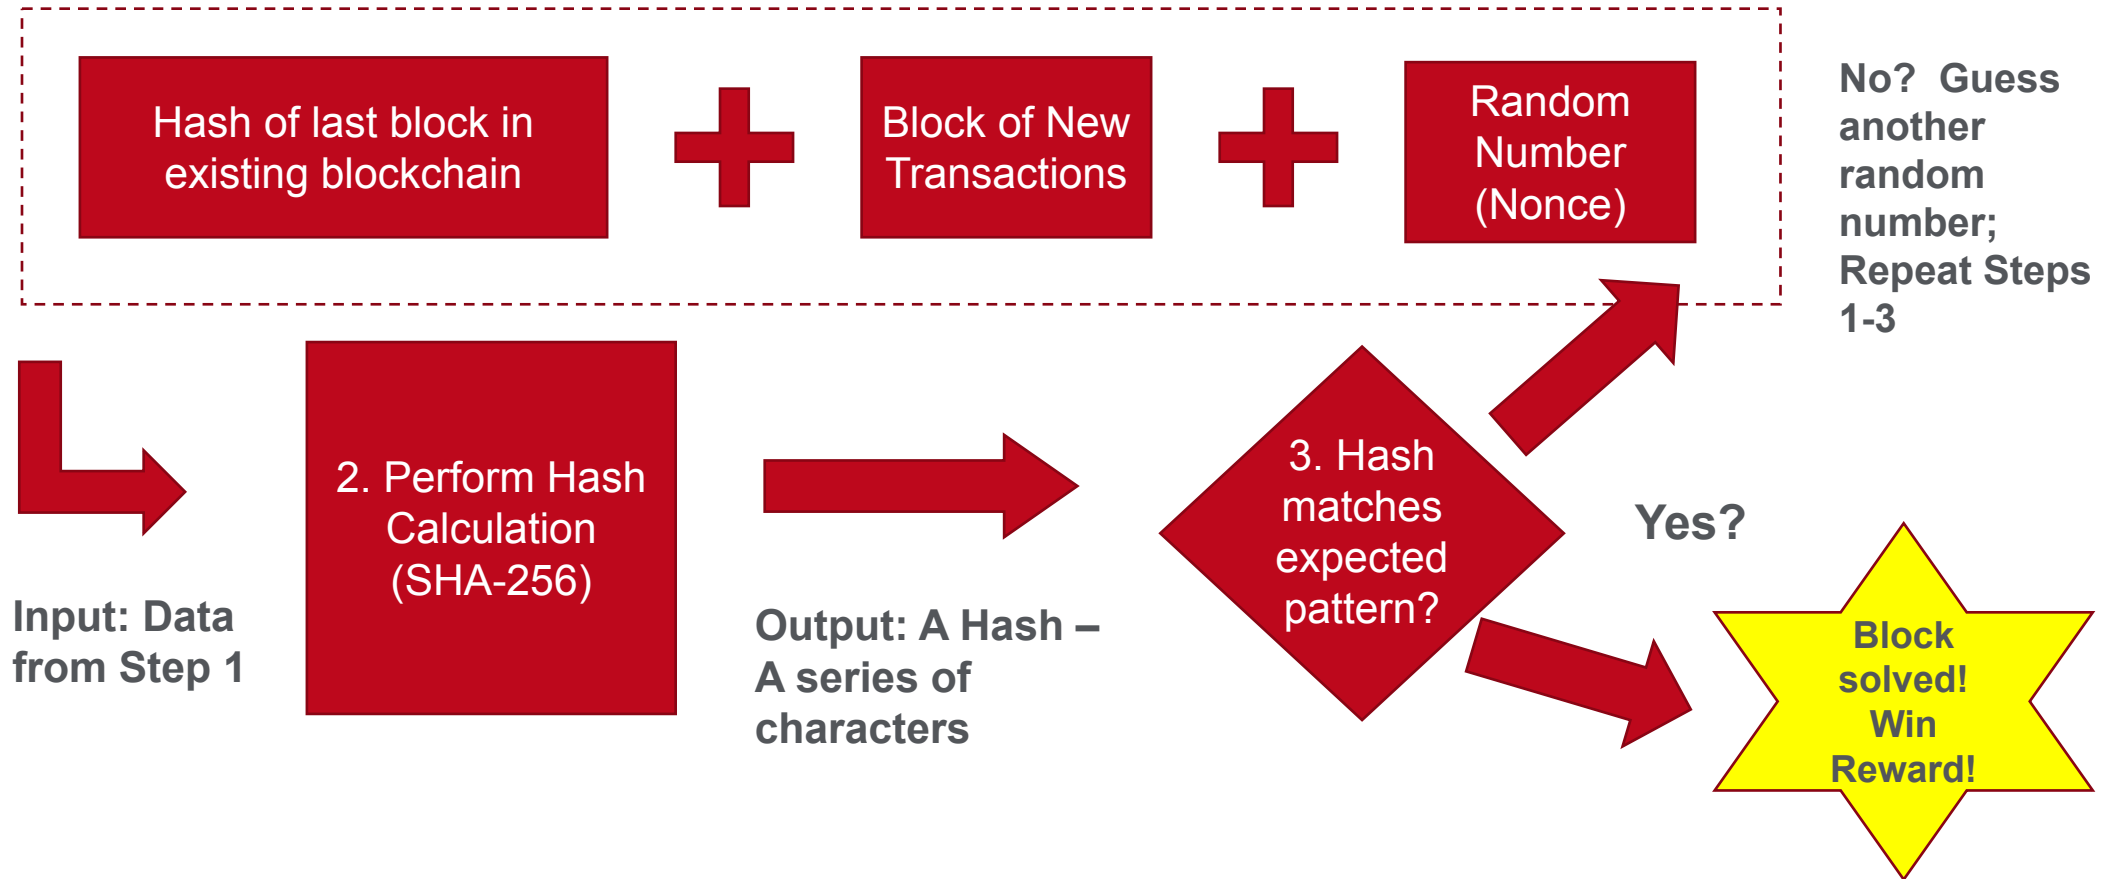 Hash of last block in
existing blockchain
Block of New
Transactions
Random
Number
(Nonce)
No?  Guess
another
random
number;
Repeat Steps
1-3
Input: Data
from Step 1
2. Perform Hash
Calculation
(SHA-256)
Output: A Hash –
A series of
characters
3. Hash
matches
expected
pattern?
Yes?
Block
solved!
Win
Reward!